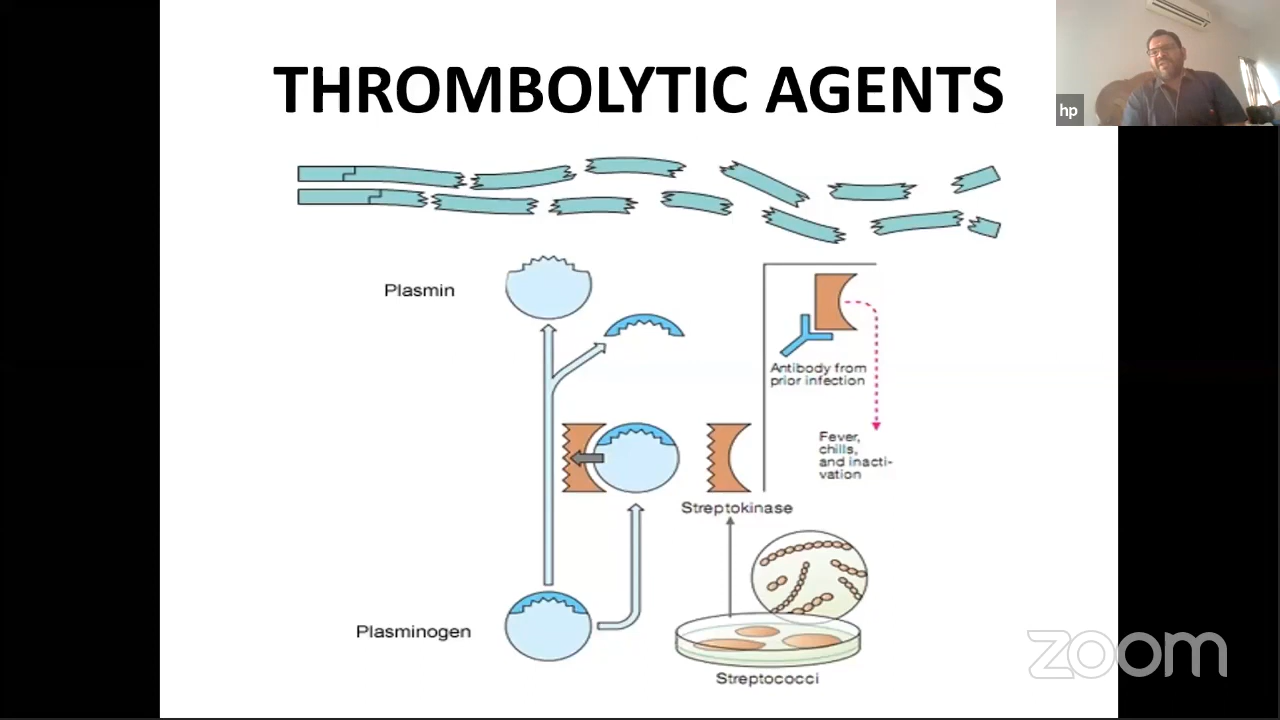 THROMBOLYTIC AGENTS
hp
Plasmin
Antibody from
prior infection
Fever,
chills,
and inacti-
vation
Streptokinase
Plasminogen
Streptococci
zoom